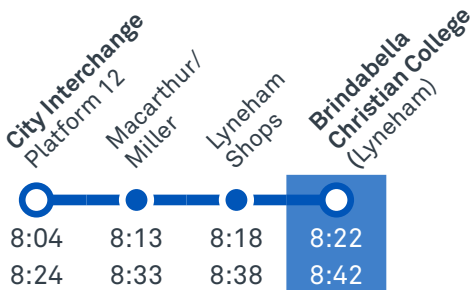 City Interchange
Platform 12
Macarthur/
Miller
Lyneham
Shops
Brindabella
Christian College
(Lyneham)
8:04 8:13 8:18 8:22
8:24 8:33 8:38 8:42